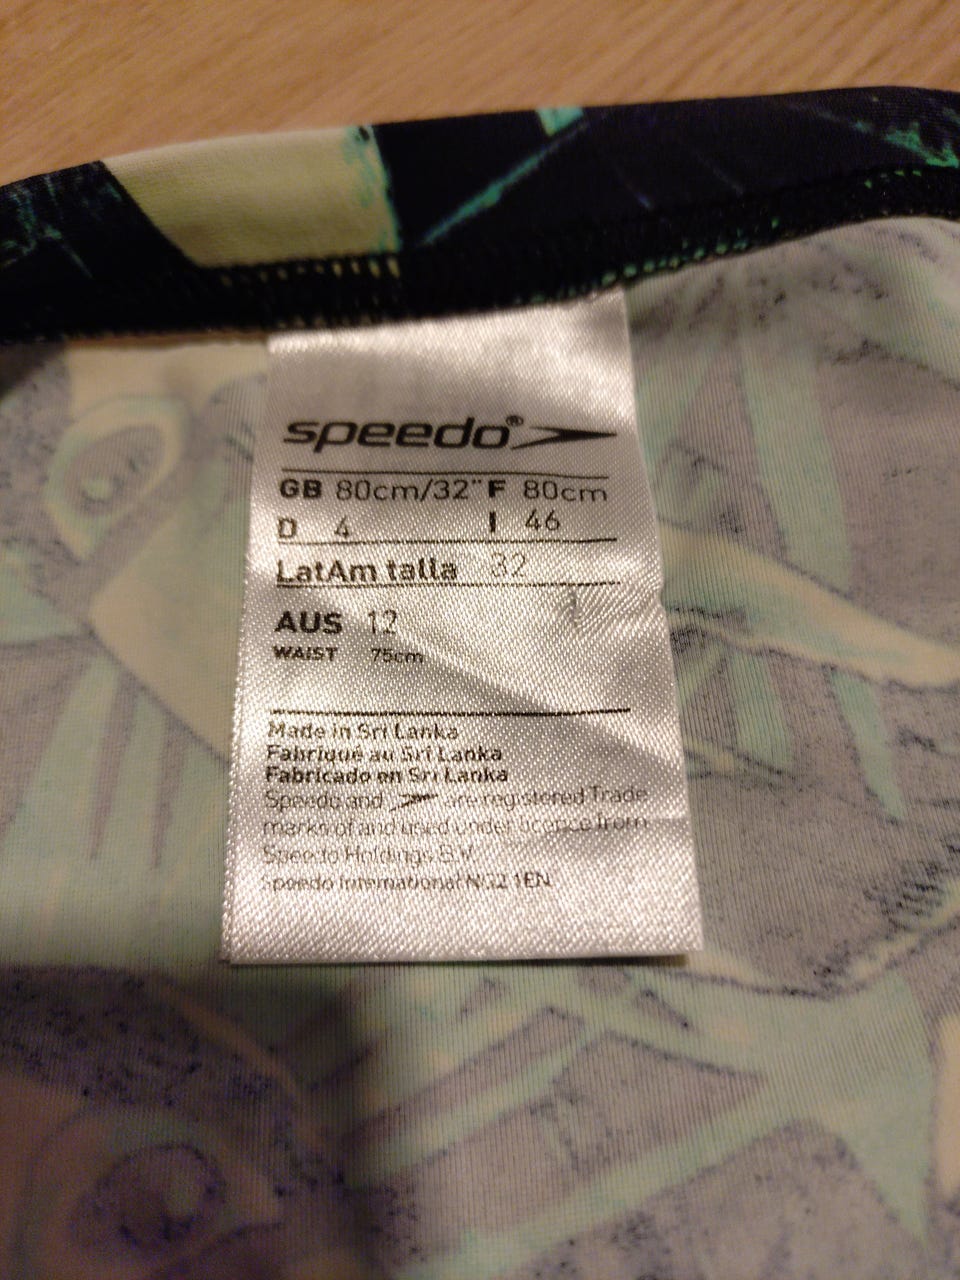 speedo®
GB 80cm/32" F 80cm
D 4 I 46
LatAm talla 32
AUS 12
WAIST 75cm
Made in Sri Lanka
Fabriqué au Sri Lanka
Fabricado en Sri Lanka
Speedo and are registered Trade
marks of and used under licence from
Speedo Holdings B.V.
Speedo International NG2 1EN